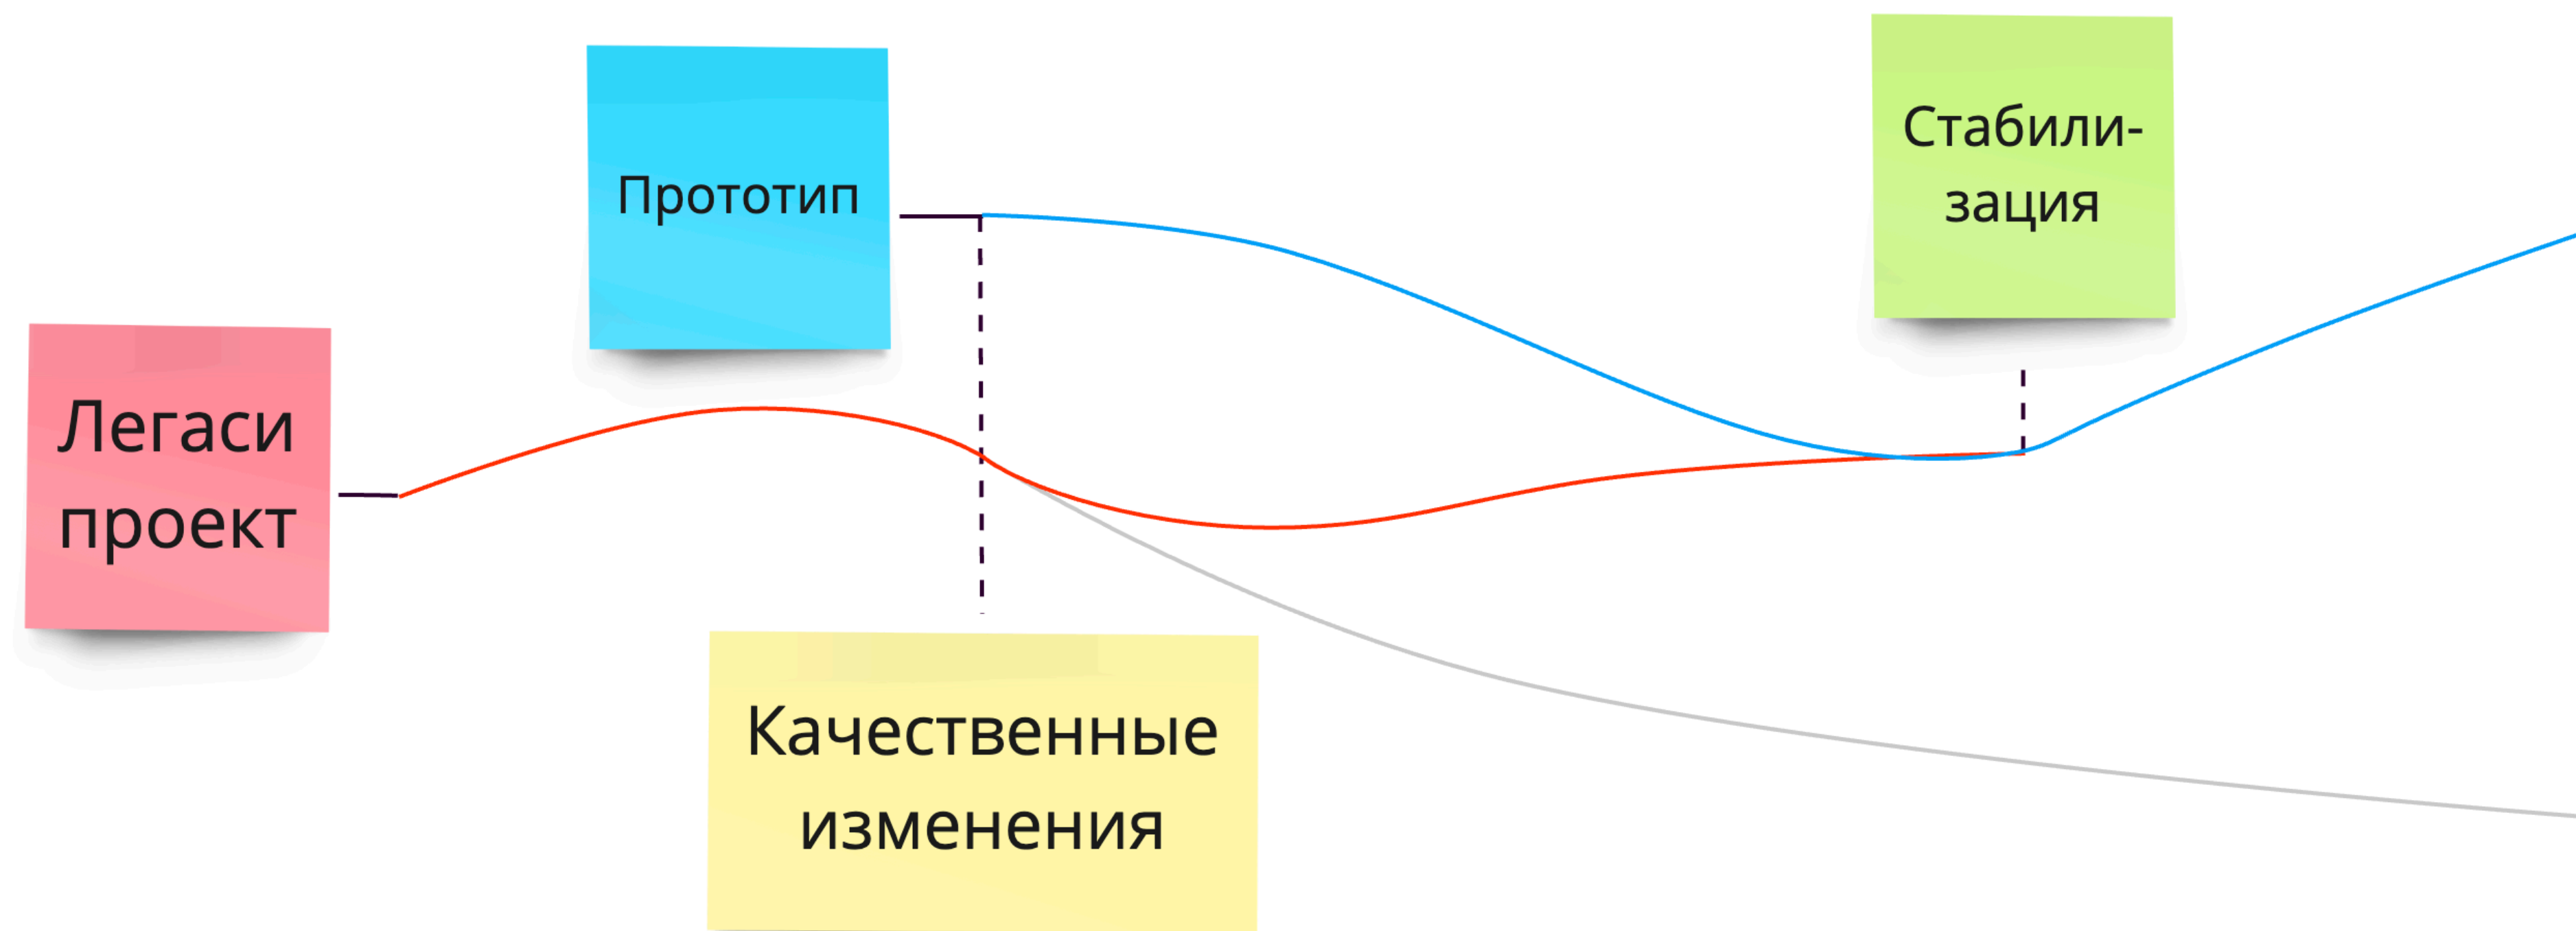 Легаси
проект
Прототип
Качественные
изменения
Стабили-
зация